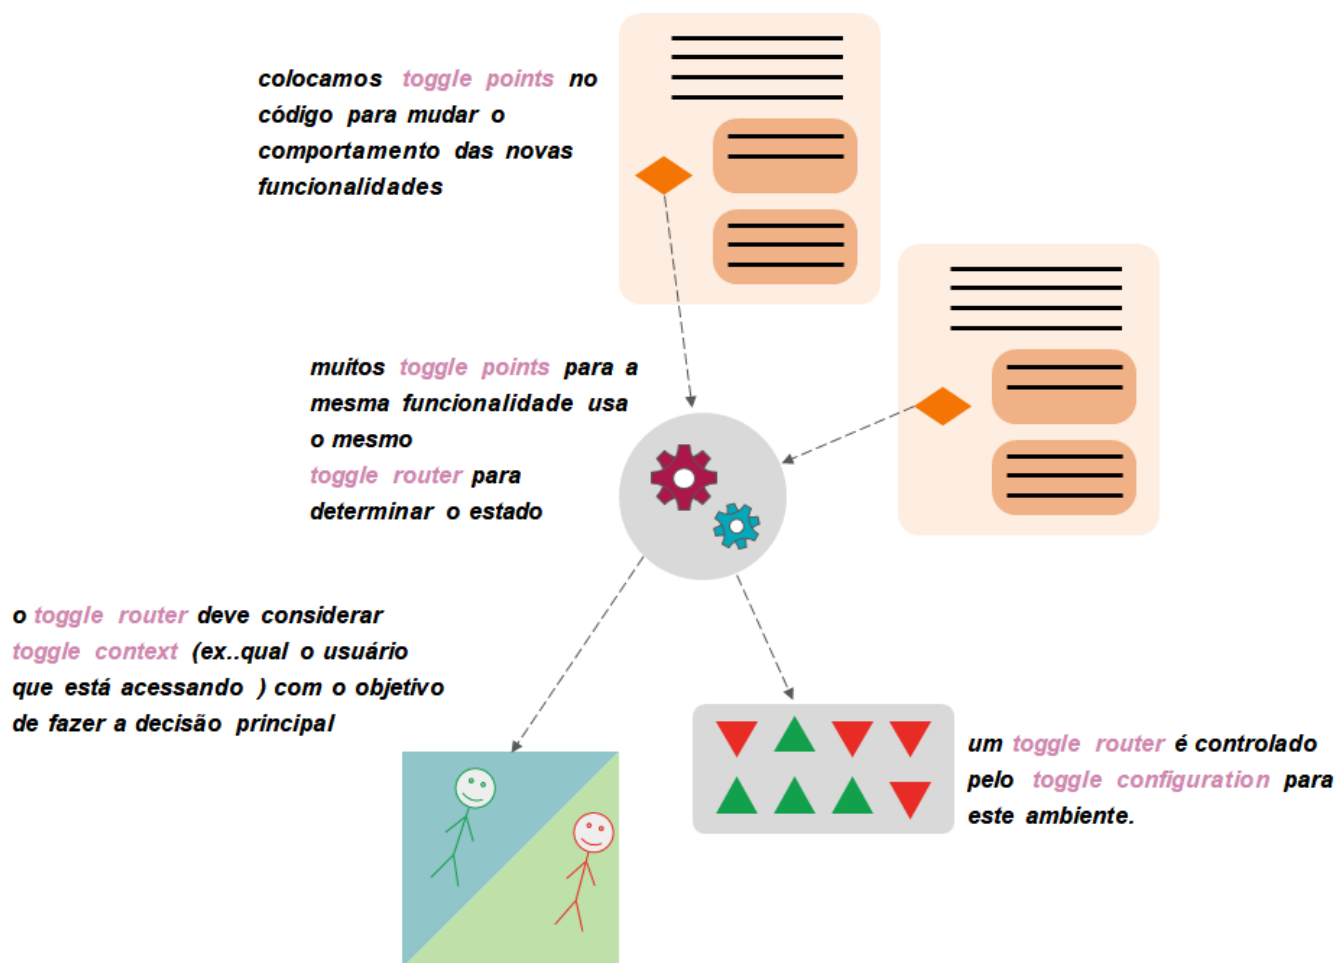 colocamos toggle points no
código para mudar o
comportamento das novas
funcionalidades
muitos toggle points para a
mesma funcionalidade usa
o mesmo
toggle router para
determinar o estado
o toggle router deve considerar
toggle context (ex..qual o usuário
que está acessando ) com o objetivo
de fazer a decisão principal
um toggle router é controlado
pelo toggle configuration para
este ambiente.